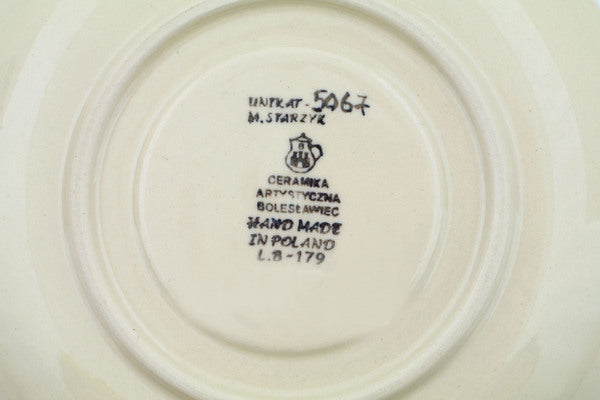 UNIKAT-5067
M. STARZYK
CERAMIKA
ARTYSTYCZNA
BOLESŁAWIEC
HAND MADE
IN POLAND
L.B-179